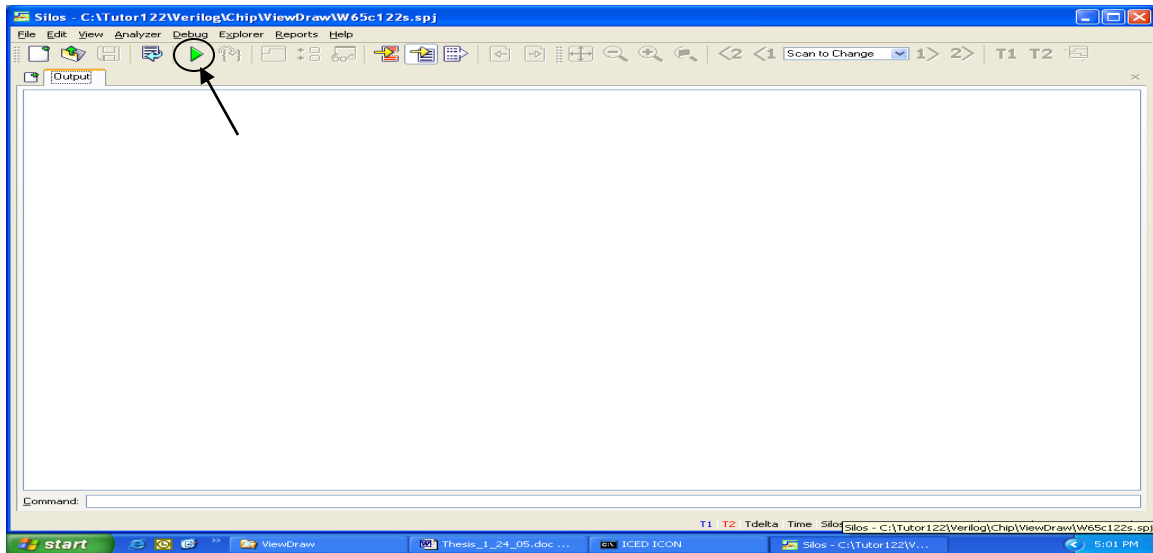 Silos - C:\Tutor122\Verilog\Chip\ViewDraw\W65c122s.spj
File Edit View Analyzer Debug Explorer Reports Help
<2 <1 Scan to Change 1> 2> T1 T2
Output
Command:
T1 T2 Tdelta Time Silos - C:\Tutor122\Verilog\Chip\ViewDraw\W65c122s.spj
start ViewDraw Thesis_1_24_05.doc ... ICED ICON Silos - C:\Tutor122\V... 5:01 PM